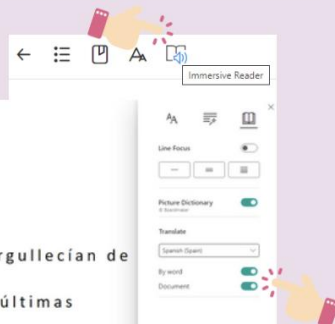 Immersive Reader
Line Focus
Picture Dictionary
Translate
Spanish (Spain)
By word
Document
rgullecían de
últimas